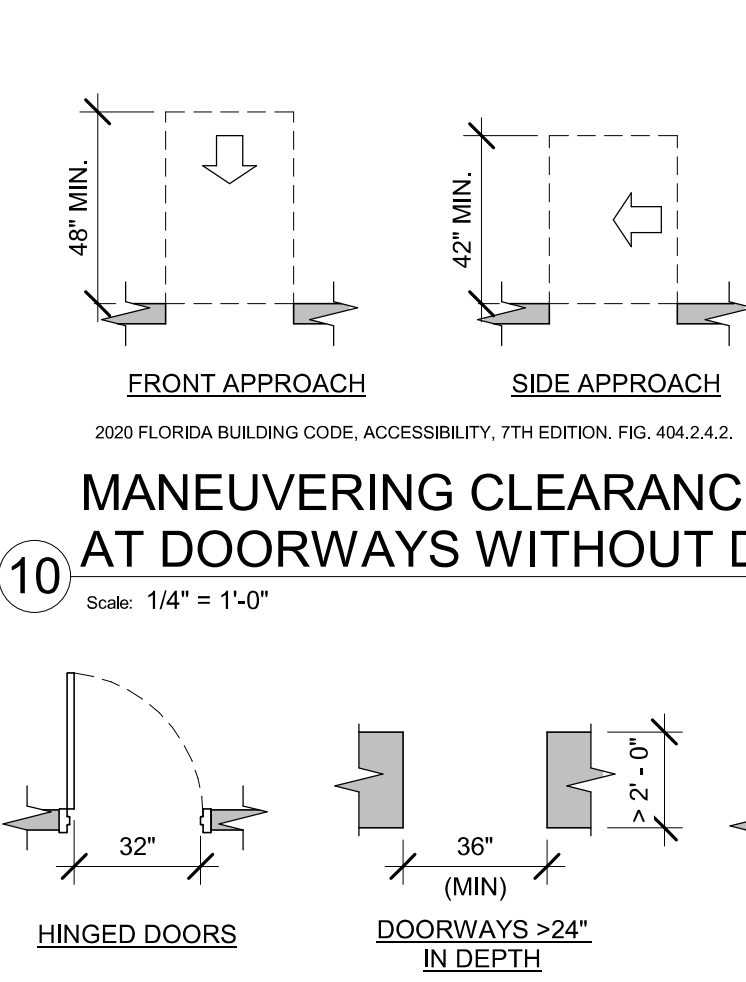 48" MIN.
42" MIN.
FRONT APPROACH
SIDE APPROACH
2020 FLORIDA BUILDING CODE, ACCESSIBILITY, 7TH EDITION. FIG. 404.2.4.2.
MANEUVERING CLEARANC
10
AT DOORWAYS WITHOUT D
Scale: 1/4" = 1'-0"
32"
36"
(MIN)
> 2' - 0"
HINGED DOORS
DOORWAYS >24"
IN DEPTH